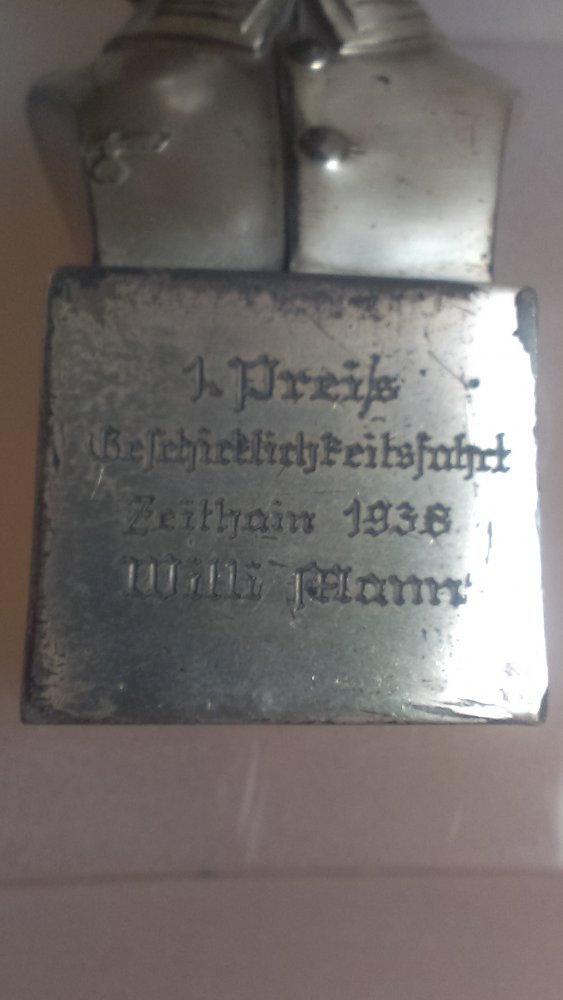 1. Preiſs
Geſchicklichkeitsfahrt
Zeithain 1938
Willi Mann